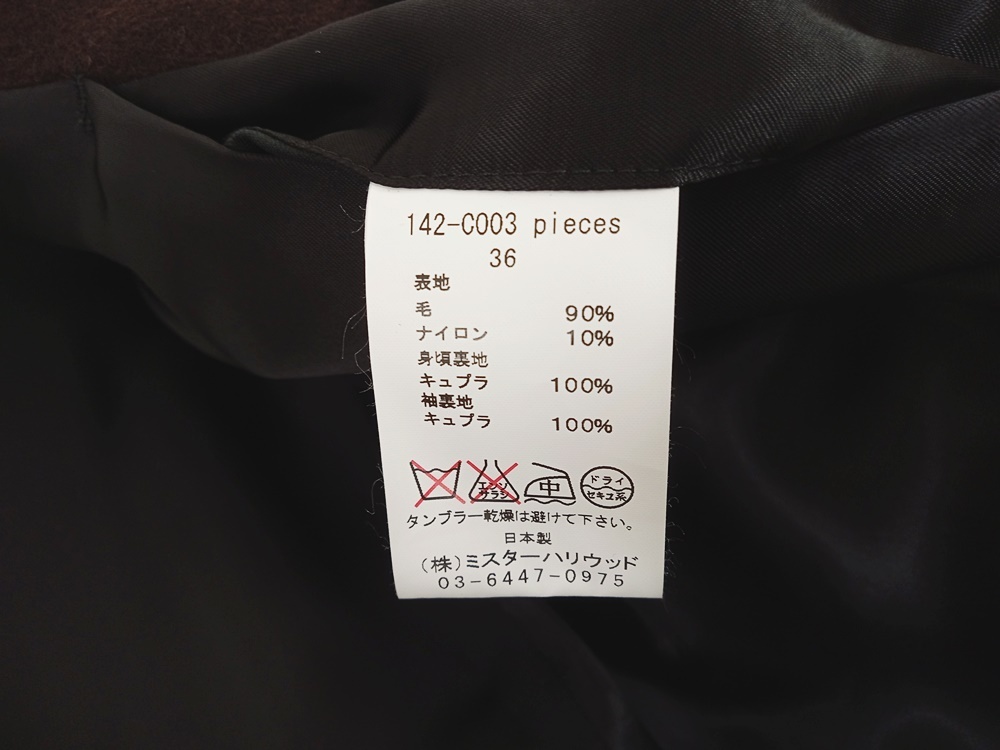 142-C003 pieces
36
表地
毛 90%
ナイロン 10%
身頃裏地
キュプラ 100%
袖裏地
キュプラ 100%
エンソ サラシ 中 ドライ セキユ系
タンブラー乾燥は避けて下さい。
日本製
(株)ミスターハリウッド
03-6447-0975